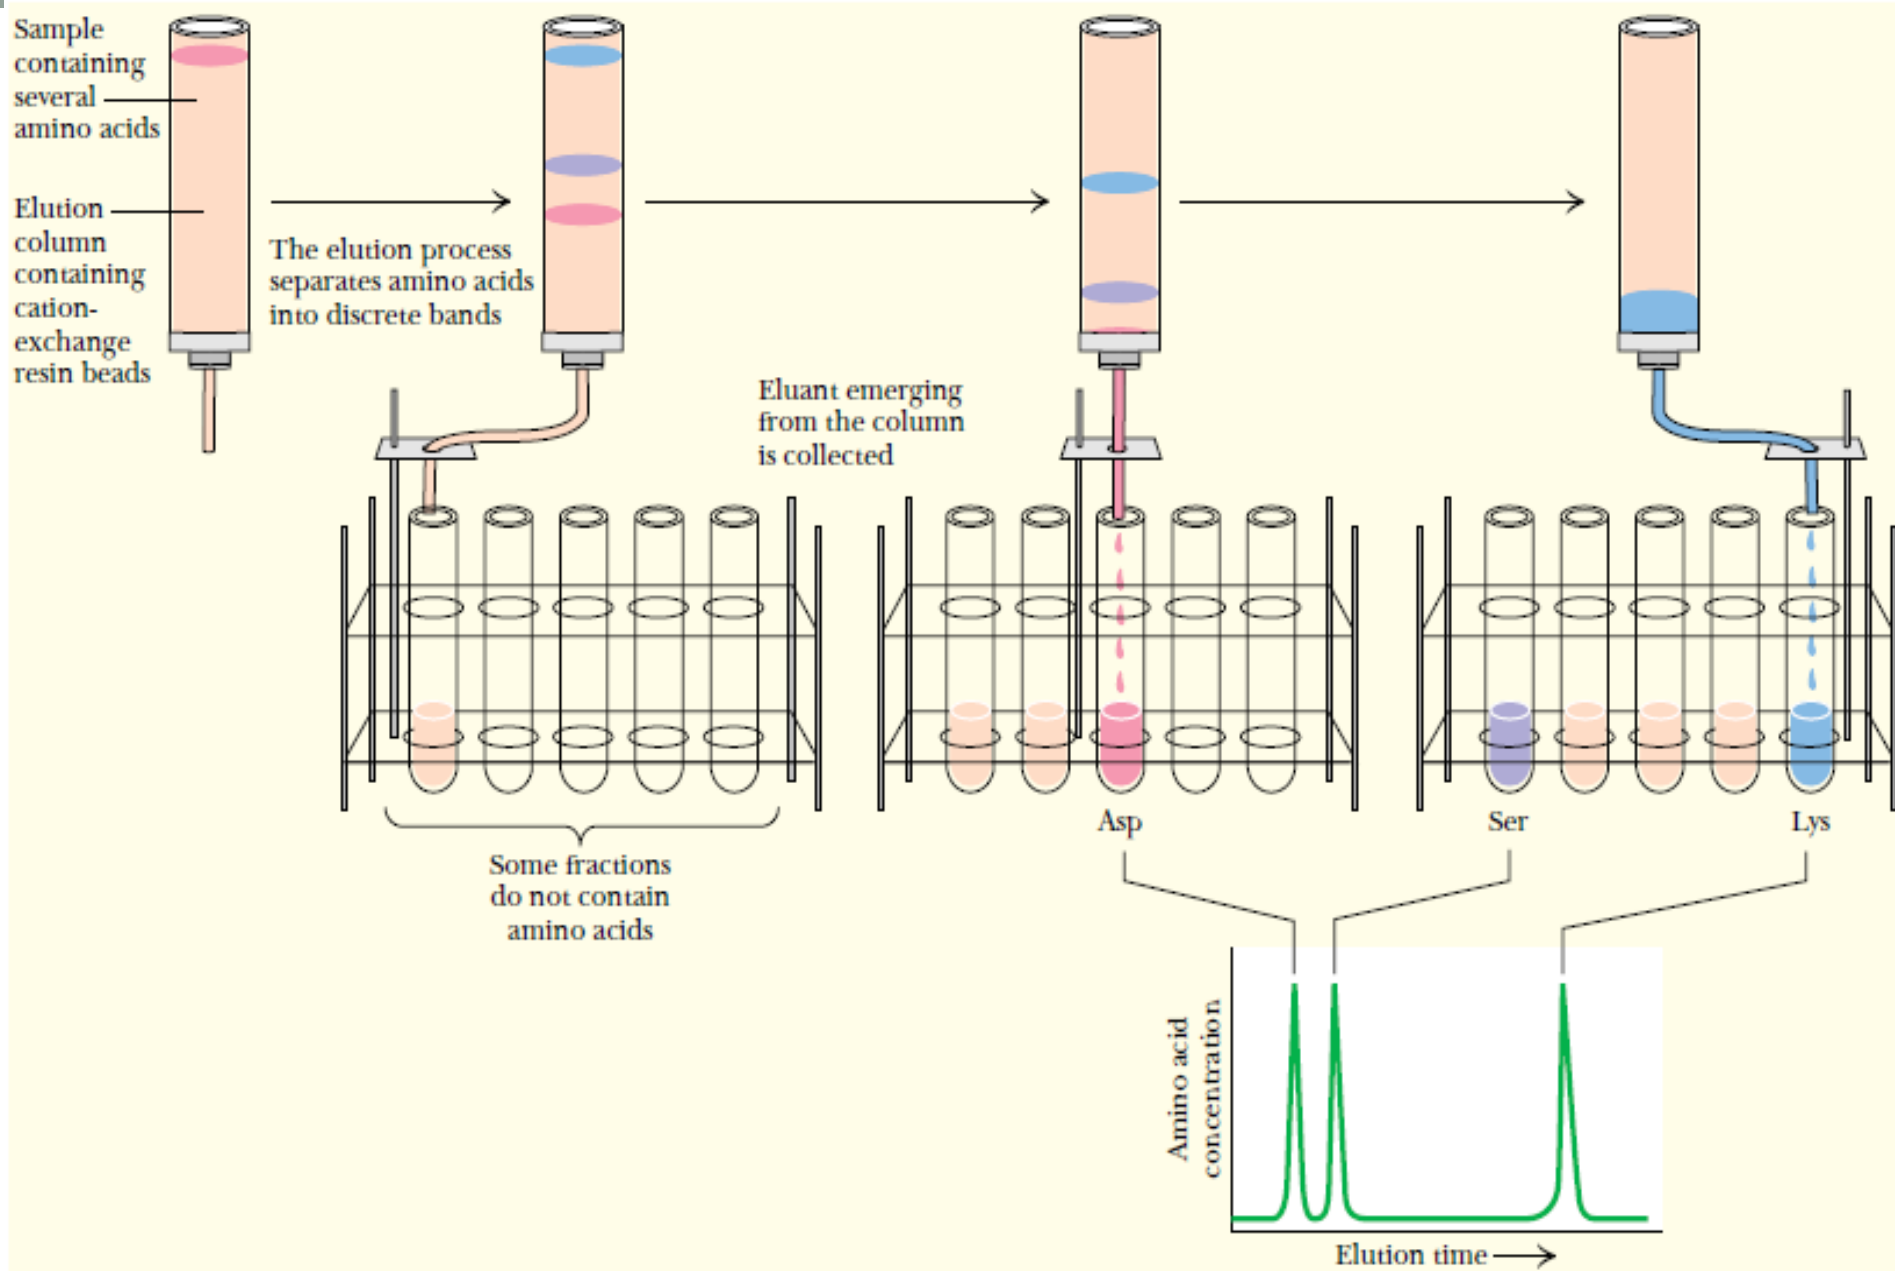 Sample
containing
several
amino acids
Elution
column
containing
cation-
exchange
resin beads
The elution process
separates amino acids
into discrete bands
Eluant emerging
from the column
is collected
Some fractions
do not contain
amino acids
Asp
Ser
Lys
Amino acid
concentration
Elution time